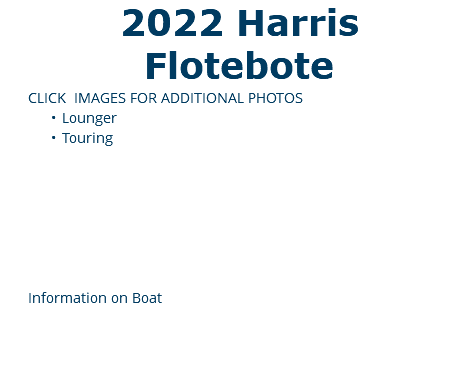 2022 Harris
Flotebote
CLICK  IMAGES FOR ADDITIONAL PHOTOS
• Lounger
• Touring
Information on Boat